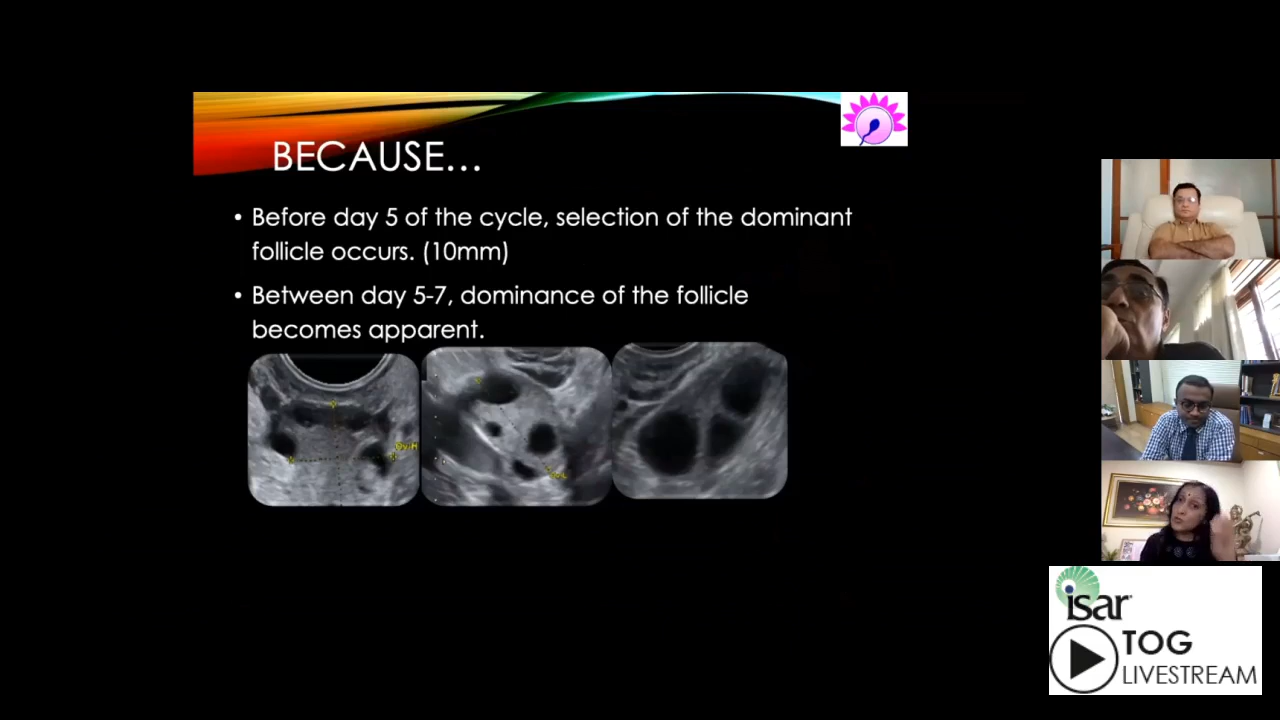 BECAUSE...
• Before day 5 of the cycle, selection of the dominant
follicle occurs. (10mm)
• Between day 5-7, dominance of the follicle
becomes apparent.
isar
TOG
LIVESTREAM